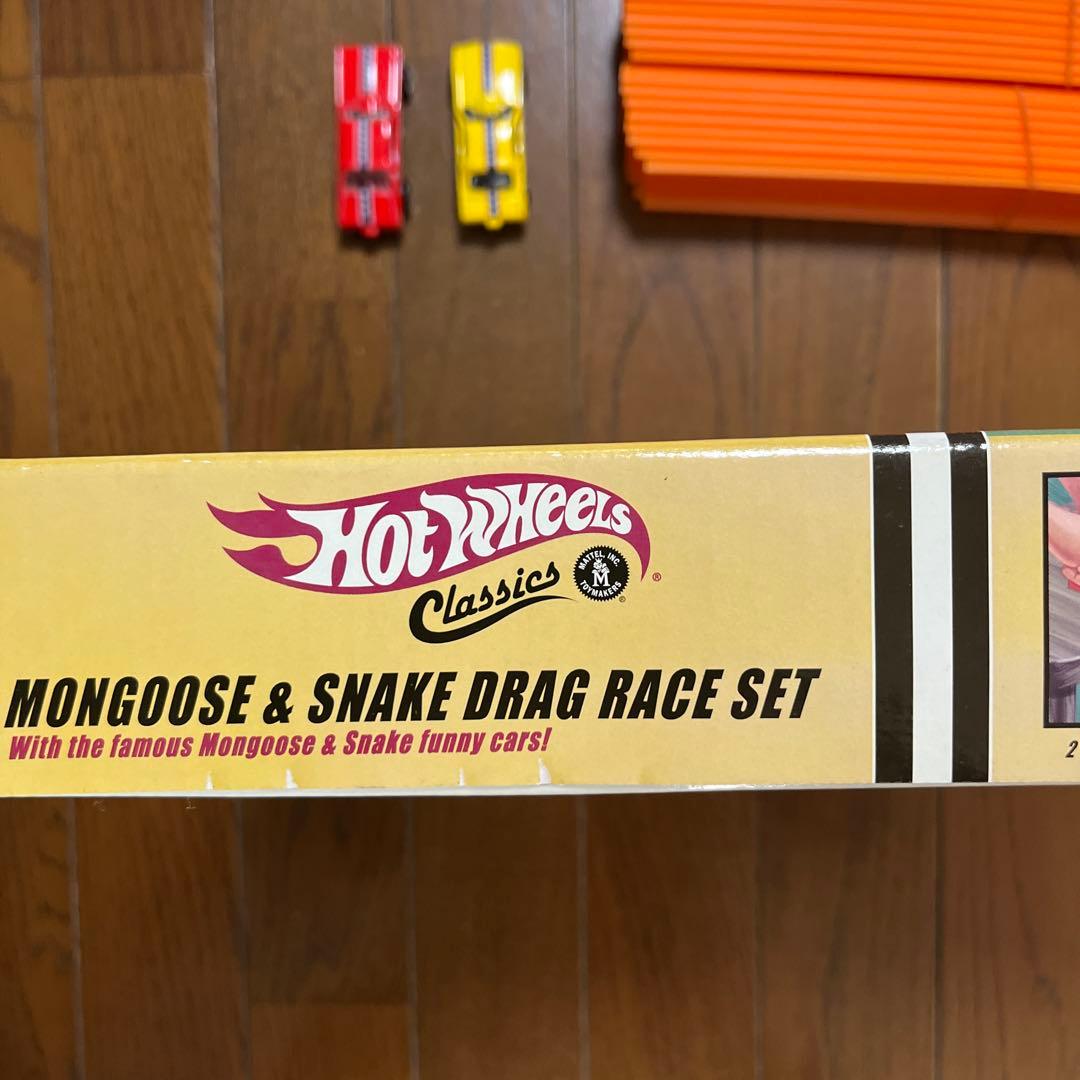 Hot Wheels
®
Classics
MATTEL, INC.
M
TOYMAKERS
®
MONGOOSE & SNAKE DRAG RACE SET
With the famous Mongoose & Snake funny cars!
2